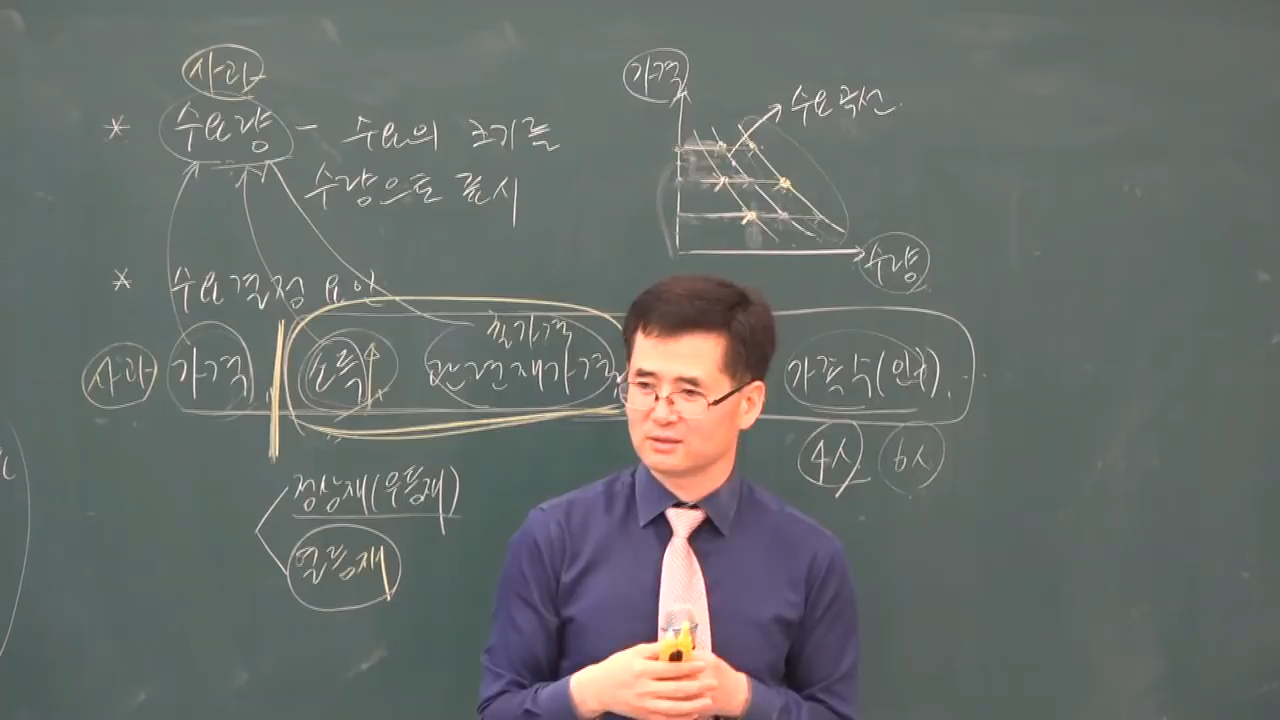 사과
* 수요량 - 수요의 크기를
수량으로 표시
가격
수요곡선
수량
* 수요결정 요인
사과 가격, 소득 관련재가격, 가족 수(인구).
4시 6시
정상재(우등재)
열등재